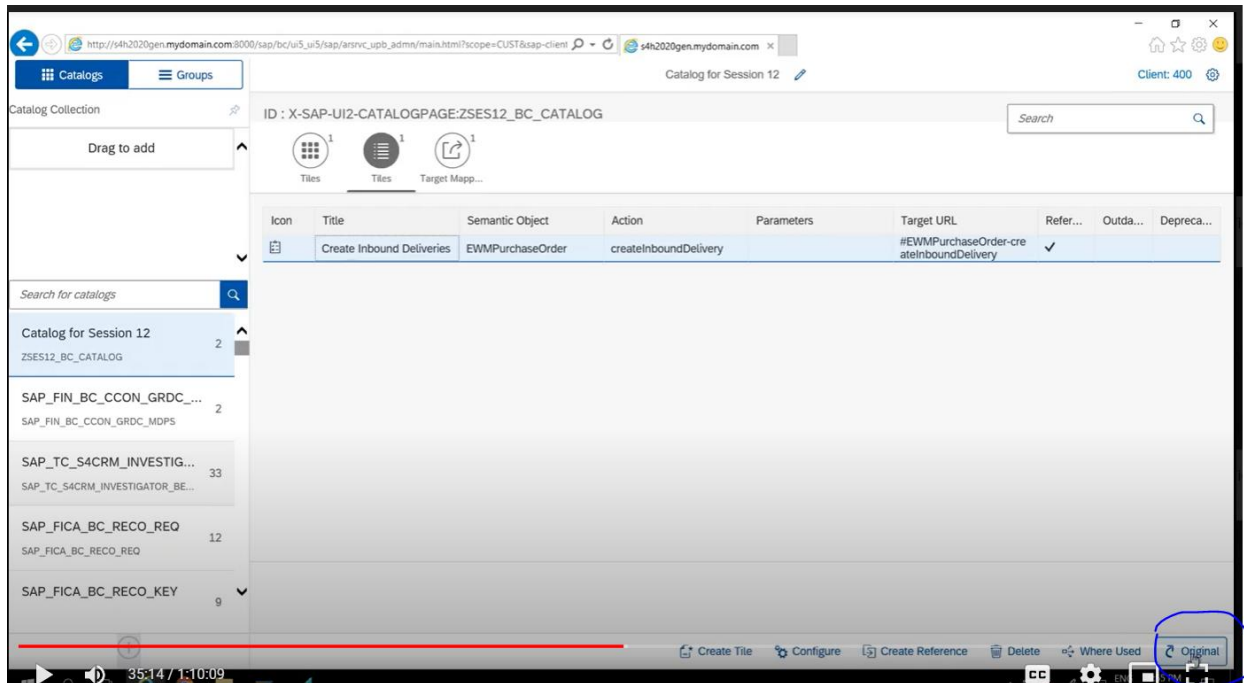 http://s4h2020gen.mydomain.com:8000/sap/bc/ui5_ui5/sap/arsrvc_upb_admn/main.html?scope=CUST&sap-client
s4h2020gen.mydomain.com
Catalogs
Groups
Catalog for Session 12
Client: 400
Catalog Collection
ID : X-SAP-UI2-CATALOGPAGE:ZSES12_BC_CATALOG
Search
Drag to add
1 1 1
Tiles Tiles Target Mapp...
Icon Title Semantic Object Action Parameters Target URL Refer... Outda... Depreca...
Create Inbound Deliveries EWMPurchaseOrder createInboundDelivery #EWMPurchaseOrder-cre
ateInboundDelivery
Search for catalogs
Catalog for Session 12
2
ZSES12_BC_CATALOG
SAP_FIN_BC_CCON_GRDC_...
2
SAP_FIN_BC_CCON_GRDC_MDPS
SAP_TC_S4CRM_INVESTIG...
33
SAP_TC_S4CRM_INVESTIGATOR_BE...
SAP_FICA_BC_RECO_REQ
12
SAP_FICA_BC_RECO_REQ
SAP_FICA_BC_RECO_KEY
9
Create Tile Configure Create Reference Delete Where Used Original
35:14 / 1:10:09
CC